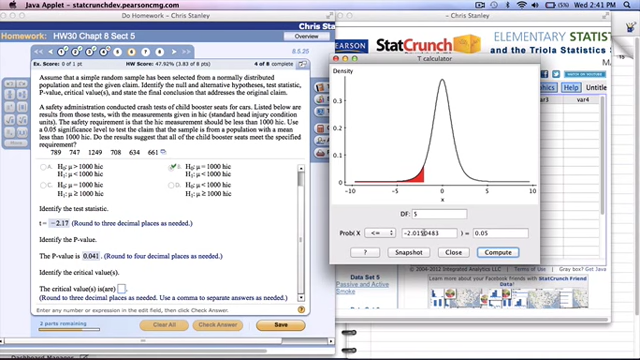 Java Applet – statcrunchdev.pearsoncmg.com
Wed 2:41 PM
Do Homework – Chris Stanley
– Chris Stanley
Chris Stan
Homework: HW30 Chapt 8 Sect 5
Overview
8.5.25
Ex. Score: 0 of 1 pt
HW Score: 47.92% (3.83 of 8 pts)
4 of 8 complete
Assume that a simple random sample has been selected from a normally distributed
population and test the given claim. Identify the null and alternative hypotheses, test statistic,
P-value, critical value(s), and state the final conclusion that addresses the original claim.
A safety administration conducted crash tests of child booster seats for cars. Listed below are
results from those tests, with the measurements given in hic (standard head injury condition
units). The safety requirement is that the hic measurement should be less than 1000 hic. Use
a 0.05 significance level to test the claim that the sample is from a population with a mean
less than 1000 hic. Do the results suggest that all of the child booster seats meet the specified
requirement?
789 747 1249 708 634 661
A. H₀: μ > 1000 hic
H₁: μ < 1000 hic
B. H₀: μ = 1000 hic
H₁: μ < 1000 hic
C. H₀: μ < 1000 hic
H₁: μ ≥ 1000 hic
D. H₀: μ = 1000 hic
H₁: μ ≥ 1000 hic
Identify the test statistic.
t= −2.17 (Round to three decimal places as needed.)
Identify the P-value.
The P-value is 0.041 (Round to four decimal places as needed.)
Identify the critical value(s).
The critical value(s) is(are)
(Round to three decimal places as needed. Use a comma to separate answers as needed.)
Enter any number or expression in the edit field, then click Check Answer.
2 parts remaining
Clear All
Check Answer
Save
PEARSON
StatCrunch
ELEMENTARY
STATISTICS
the Triola Statistics
T calculator
Density
0.3
0.2
0.1
0
−10
−5
0
5
10
x
DF: 5
Prob(X <= −2.0150483 ) = 0.05
?
Snapshot
Close
Compute
Graphics
Help
Untitled
var3
var4
Data Set 5
Passive and Active
Smoke